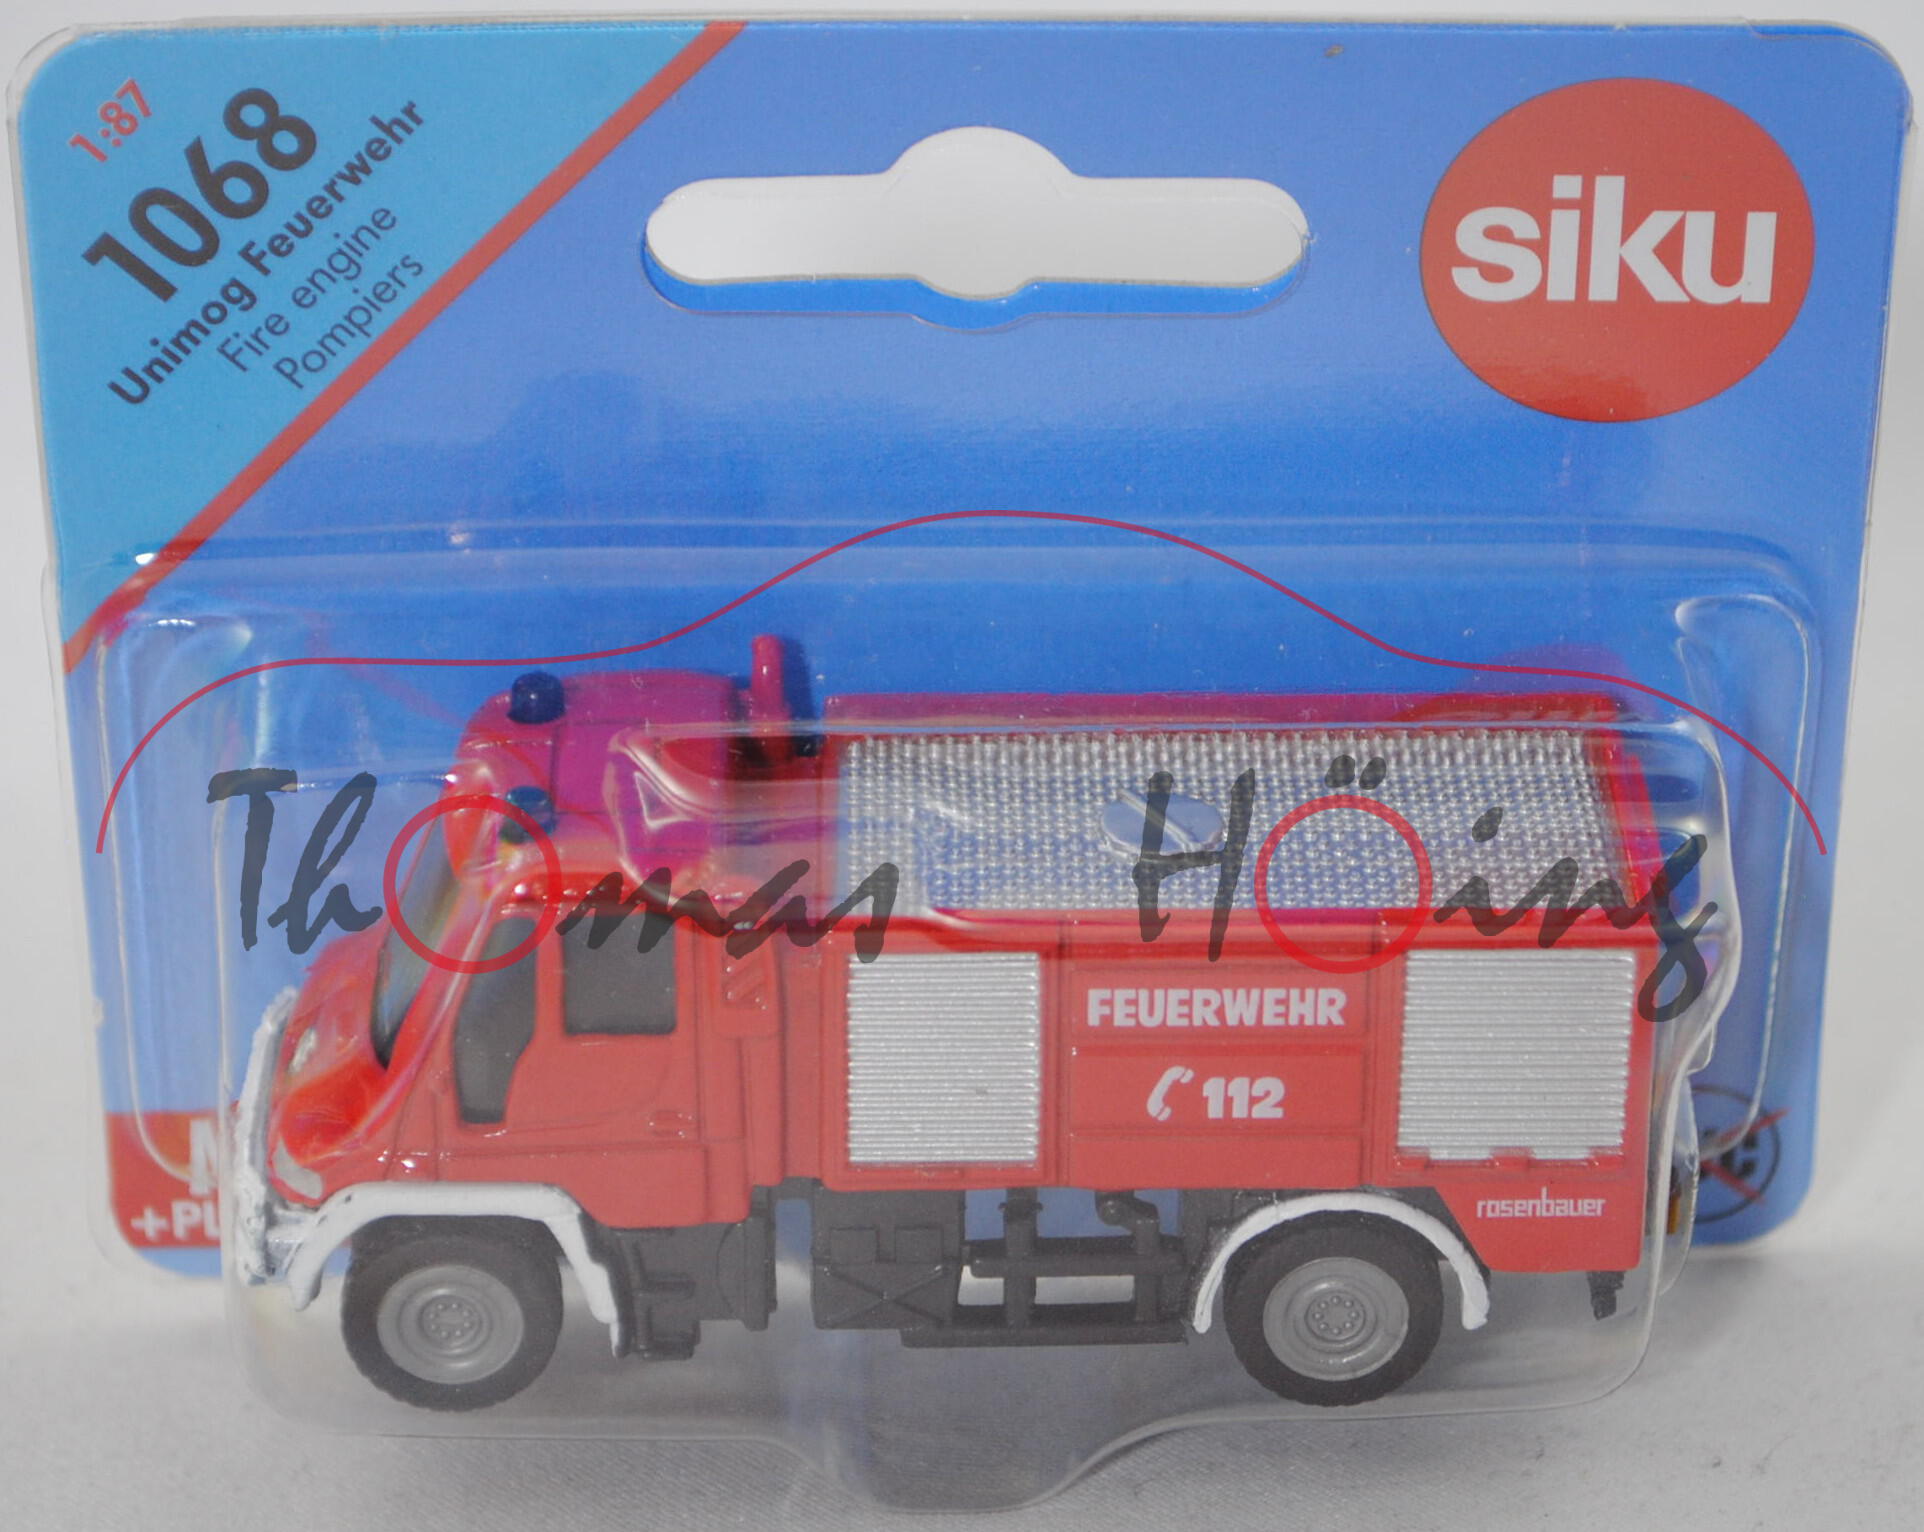 1:87
1068
Unimog Feuerwehr
Fire engine
Pompiers
siku
Thomas Höing
FEUERWEHR
112
rosenbauer